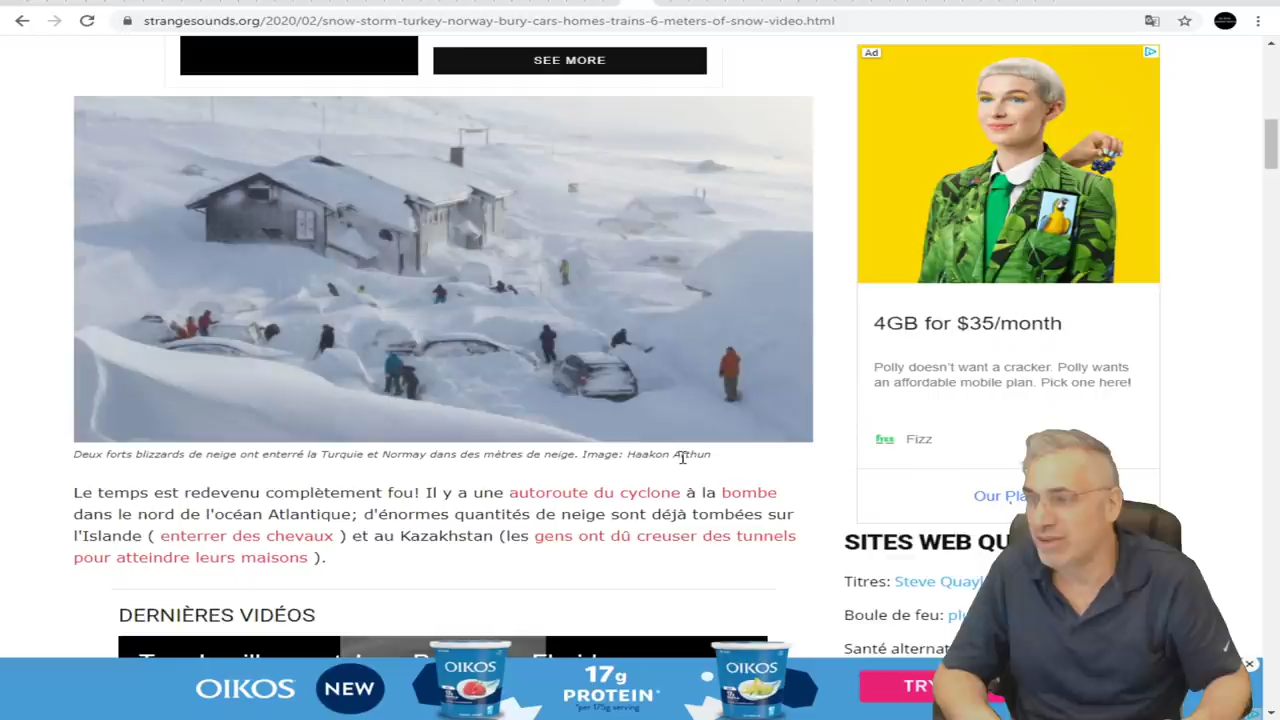 strangesounds.org/2020/02/snow-storm-turkey-norway-bury-cars-homes-trains-6-meters-of-snow-video.html
SEE MORE
Deux forts blizzards de neige ont enterré la Turquie et Normay dans des mètres de neige. Image: Haakon
Le temps est redevenu complètement fou! Il y a une autoroute du cyclone à la bombe
dans le nord de l'océan Atlantique; d'énormes quantités de neige sont déjà tombées sur
l'Islande ( enterrer des chevaux ) et au Kazakhstan (les gens ont dû creuser des tunnels
pour atteindre leurs maisons ).
DERNIÈRES VIDÉOS
Ad
4GB for $35/month
Polly doesn't want a cracker. Polly wants
an affordable mobile plan. Pick one here!
fizz Fizz
Our
SITES WEB
Titres: Steve
Boule de feu:
Santé
OIKOS NEW
OIKOS
17g
PROTEIN*
*per 175g serving
OIKOS